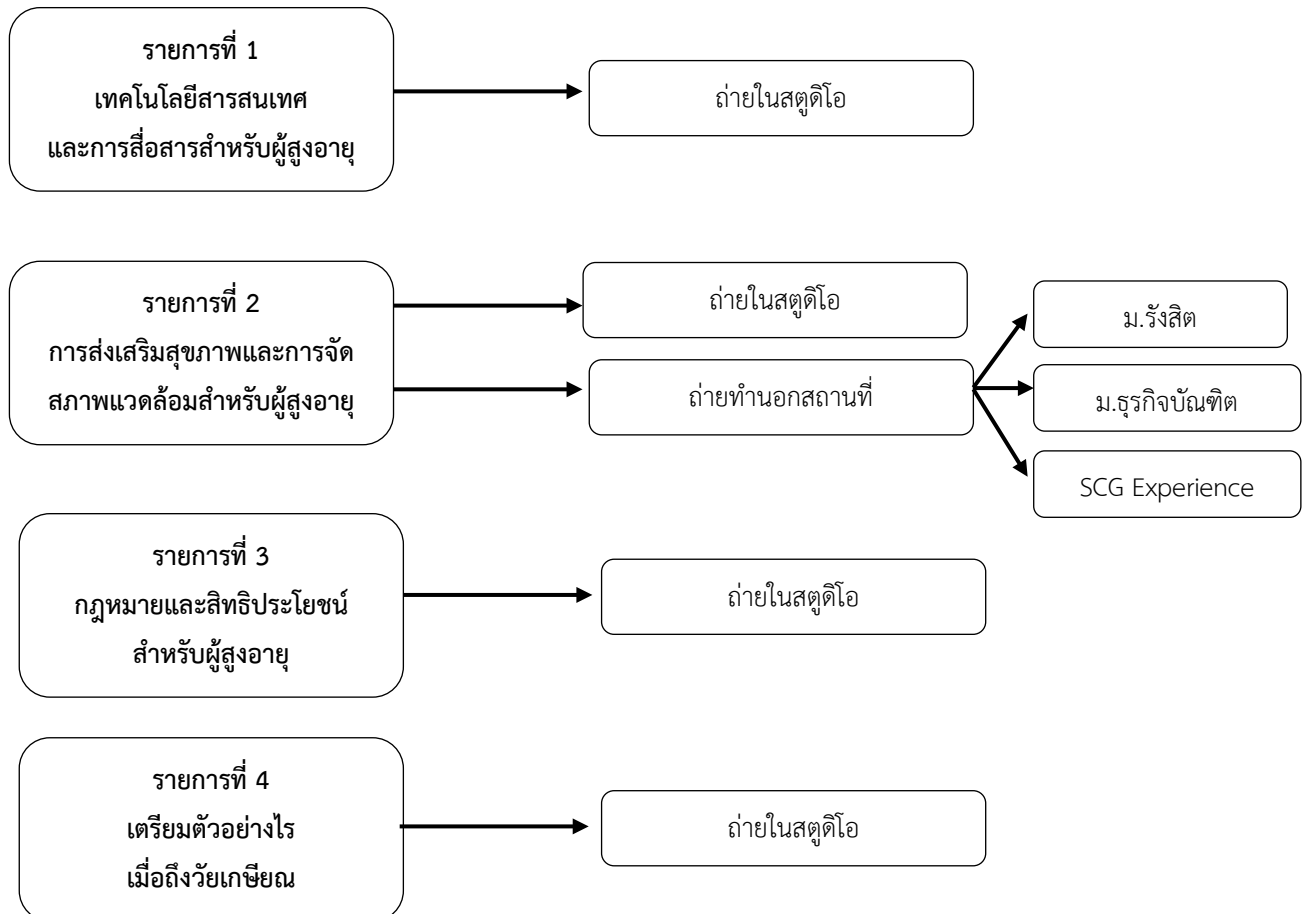 รายการที่ 1
เทคโนโลยีสารสนเทศ
และการสื่อสารสำหรับผู้สูงอายุ
ถ่ายในสตูดิโอ
รายการที่ 2
การส่งเสริมสุขภาพและการจัด
สภาพแวดล้อมสำหรับผู้สูงอายุ
ถ่ายในสตูดิโอ
ถ่ายทำนอกสถานที่
ม.รังสิต
ม.ธุรกิจบัณฑิต
SCG Experience
รายการที่ 3
กฎหมายและสิทธิประโยชน์
สำหรับผู้สูงอายุ
ถ่ายในสตูดิโอ
รายการที่ 4
เตรียมตัวอย่างไร
เมื่อถึงวัยเกษียณ
ถ่ายในสตูดิโอ